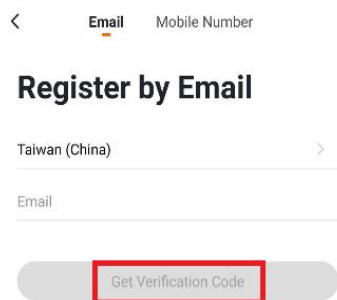 Email Mobile Number
Register by Email
Taiwan (China)
Email
Get Verification Code